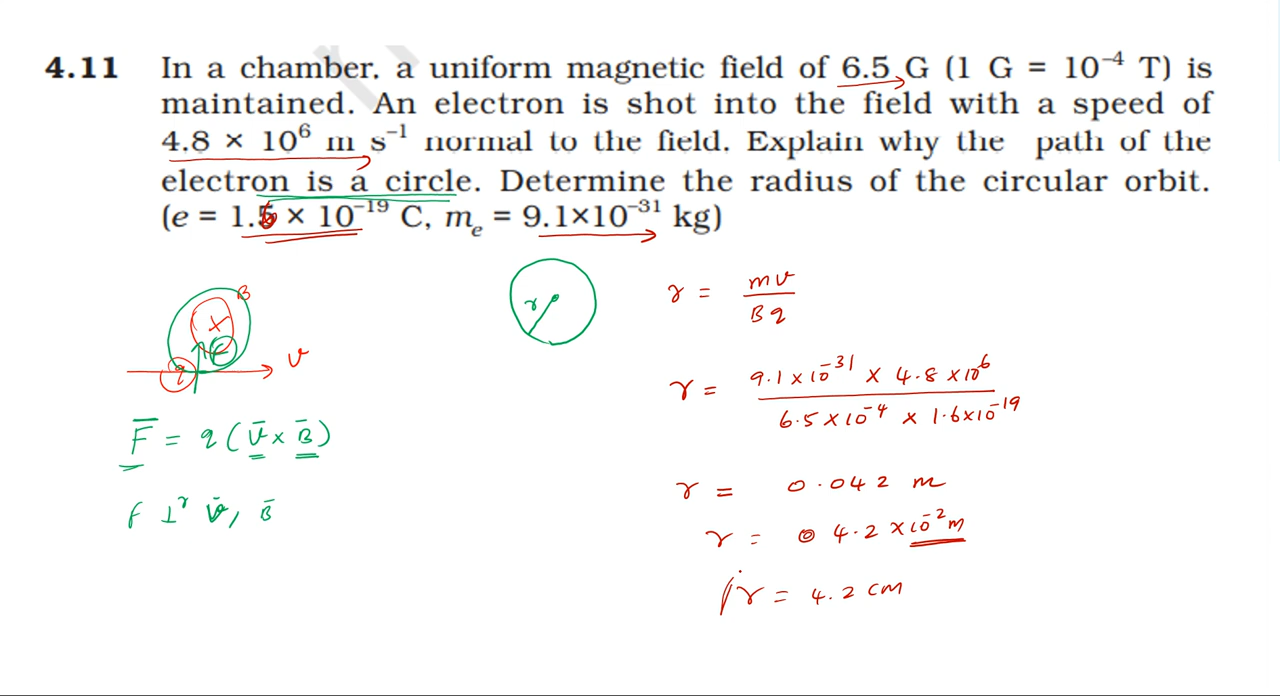 4.11 In a chamber, a uniform magnetic field of 6.5 G (1 G = 10⁻⁴ T) is
maintained. An electron is shot into the field with a speed of
4.8 × 10⁶ m s⁻¹ normal to the field. Explain why the path of the
electron is a circle. Determine the radius of the circular orbit.
(e = 1.6 × 10⁻¹⁹ C, mₑ = 9.1×10⁻³¹ kg)
B
q
F
v
F̅ = q ( v̅ × B̅ )
F ⊥ʳ v̅, B̅
r
r = mv / Bq
r = 9.1 × 10⁻³¹ × 4.8 × 10⁶ / 6.5 × 10⁻⁴ × 1.6 × 10⁻¹⁹
r = 0.042 m
r = 4.2 × 10⁻² m
r = 4.2 cm